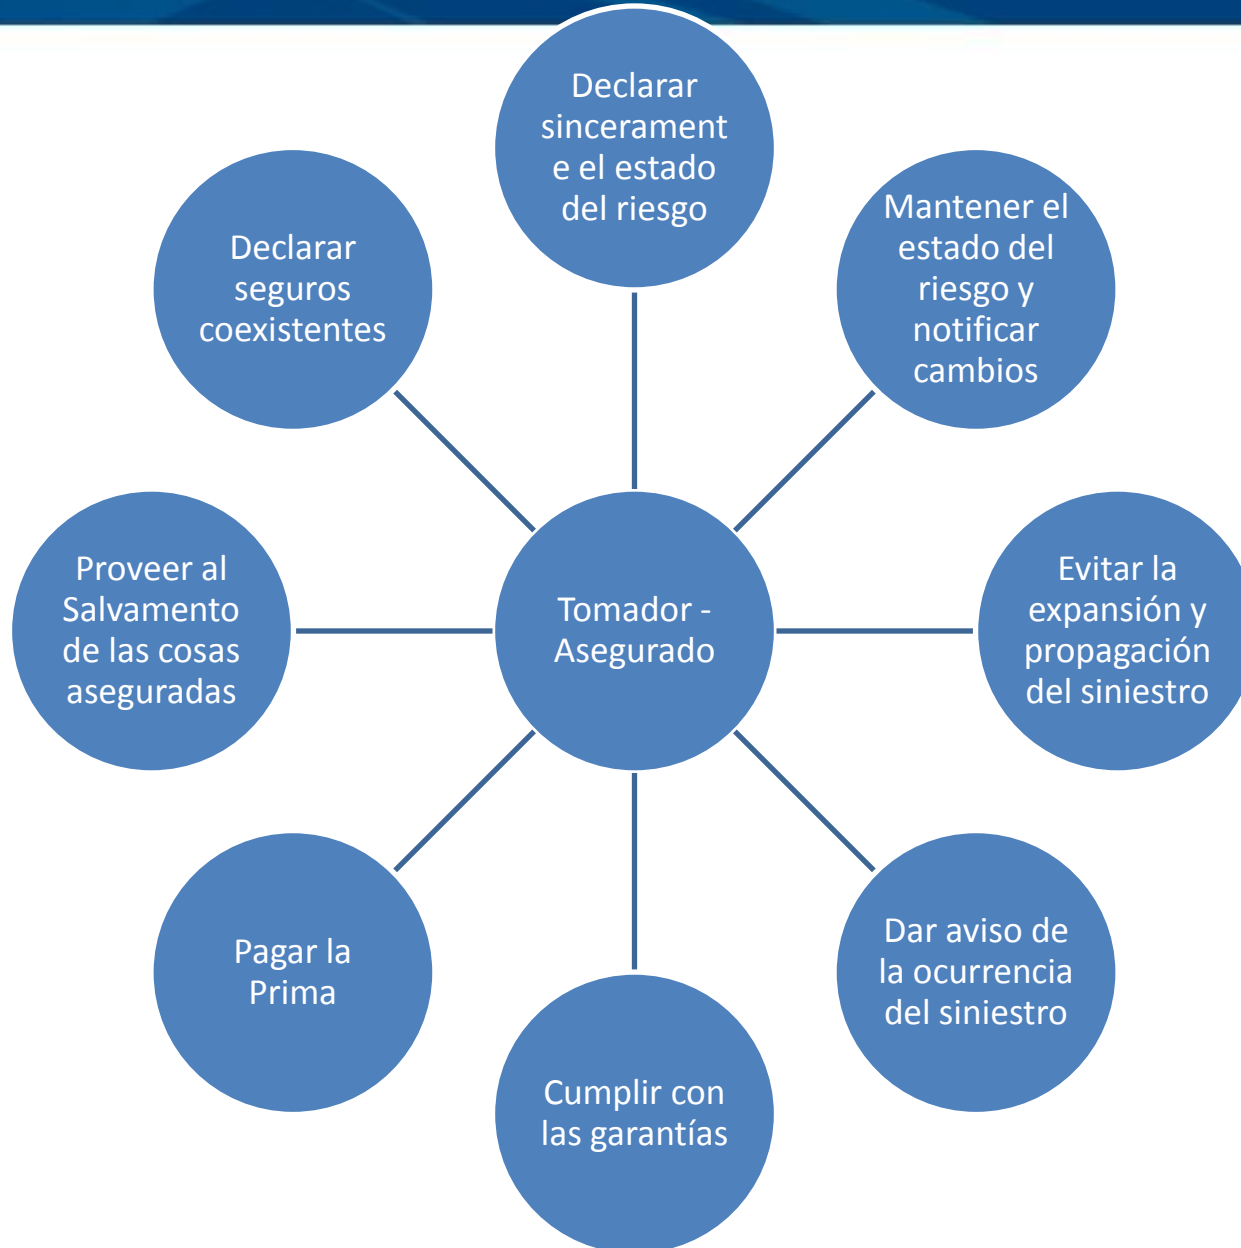 Declarar
sincerament
e el estado
del riesgo
Mantener el
estado del
riesgo y
notificar
cambios
Evitar la
expansión y
propagación
del siniestro
Dar aviso de
la ocurrencia
del siniestro
Cumplir con
las garantías
Pagar la
Prima
Proveer al
Salvamento
de las cosas
aseguradas
Declarar
seguros
coexistentes
Tomador -
Asegurado